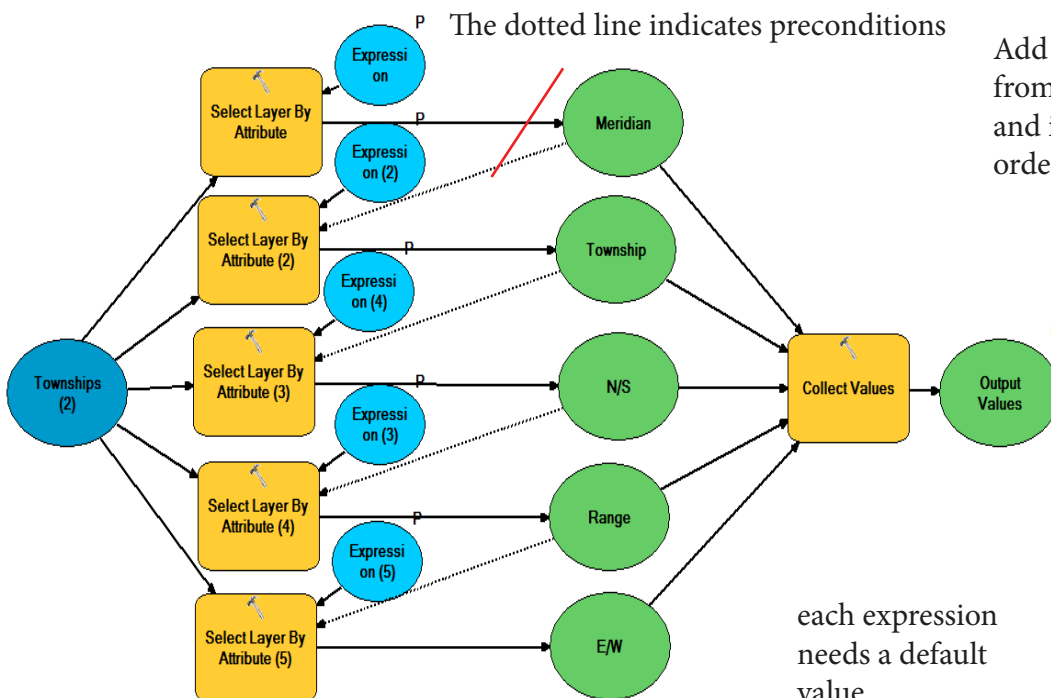 P
The dotted line indicates preconditions
Add
from
and i
orde
Expressi
on
Select Layer By
Attribute
P
Meridian
Expressi
on (2)
Select Layer By
Attribute (2)
P
Township
Expressi
on (4)
Townships
(2)
Select Layer By
Attribute (3)
P
N/S
Collect Values
Output
Values
Expressi
on (3)
Select Layer By
Attribute (4)
P
Range
Expressi
on (5)
Select Layer By
Attribute (5)
E/W
each expression
needs a default
value